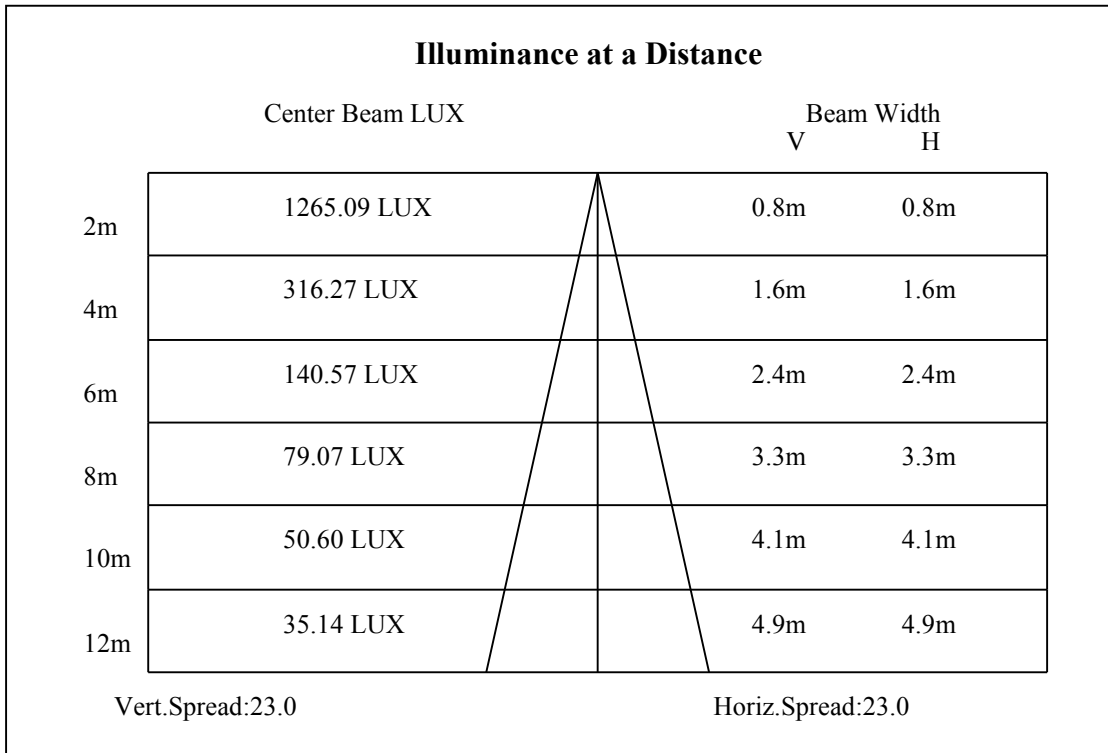 Illuminance at a Distance
Center Beam LUX Beam Width
V H
2m 1265.09 LUX 0.8m 0.8m
4m 316.27 LUX 1.6m 1.6m
6m 140.57 LUX 2.4m 2.4m
8m 79.07 LUX 3.3m 3.3m
10m 50.60 LUX 4.1m 4.1m
12m 35.14 LUX 4.9m 4.9m
Vert.Spread:23.0 Horiz.Spread:23.0